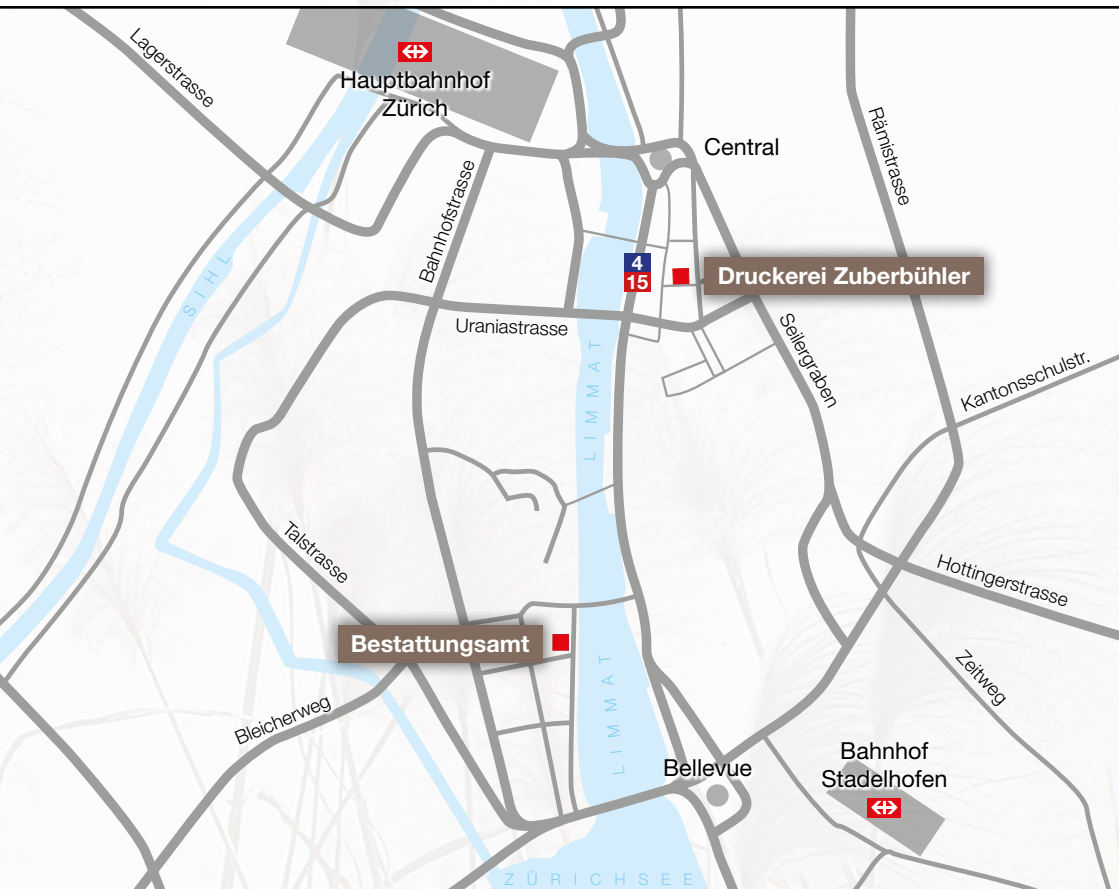 Lagerstrasse
Hauptbahnhof
Zürich
Central
Rämistrasse
Bahnhofstrasse
SIHL
4
15
Druckerei Zuberbühler
Uraniastrasse
LIMMAT
Seilergraben
Kantonsschulstr.
Talstrasse
Hottingerstrasse
Bestattungsamt
LIMMAT
Zeitweg
Bleicherweg
Bellevue
Bahnhof
Stadelhofen
ZÜRICHSEE